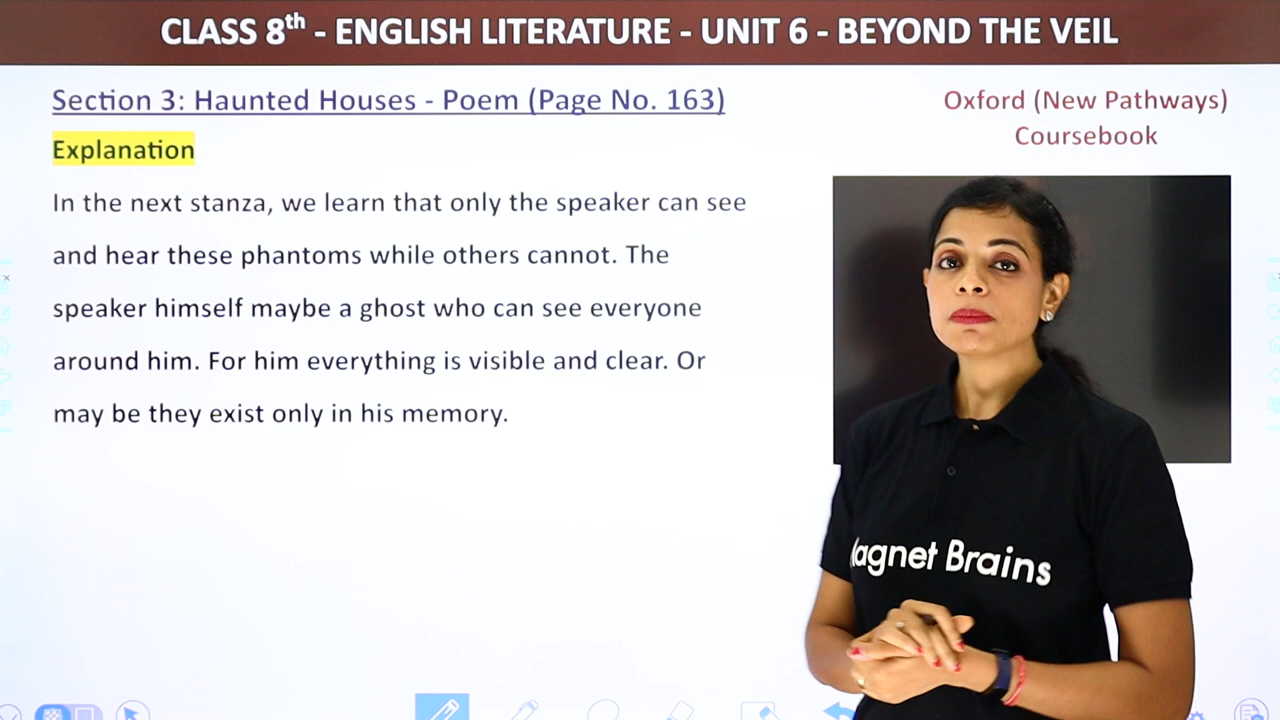 CLASS 8th - ENGLISH LITERATURE - UNIT 6 - BEYOND THE VEIL
Section 3: Haunted Houses - Poem (Page No. 163)
Oxford (New Pathways)
Coursebook
Explanation
In the next stanza, we learn that only the speaker can see
and hear these phantoms while others cannot. The
speaker himself maybe a ghost who can see everyone
around him. For him everything is visible and clear. Or
may be they exist only in his memory.
agnet Brains